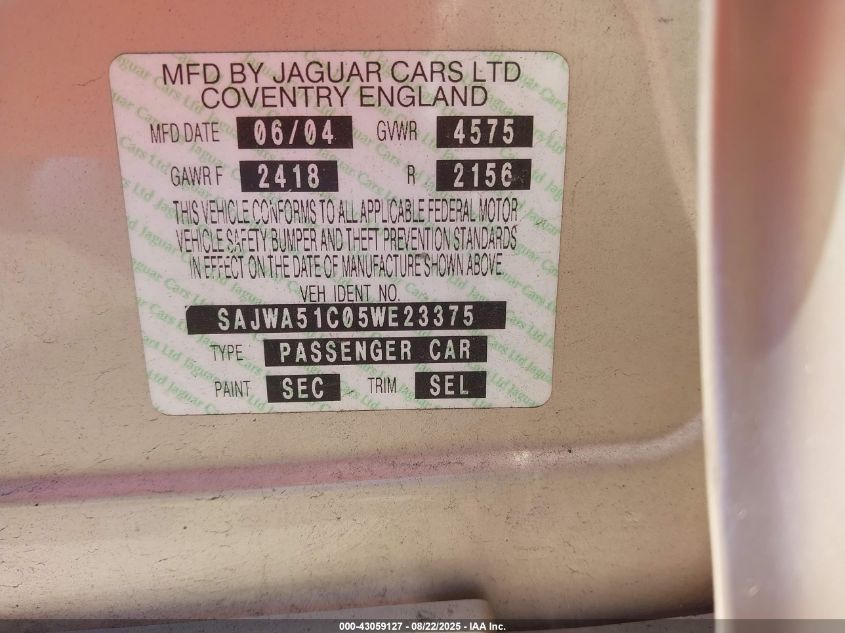 MFD BY JAGUAR CARS LTD
COVENTRY ENGLAND
MFD DATE 06/04 GVWR 4575
GAWR F 2418 R 2156
THIS VEHICLE CONFORMS TO ALL APPLICABLE FEDERAL MOTOR
VEHICLE SAFETY BUMPER AND THEFT PREVENTION STANDARDS
IN EFFECT ON THE DATE OF MANUFACTURE SHOWN ABOVE.
VEH IDENT NO.
SAJWA51C05WE23375
TYPE PASSENGER CAR
PAINT SEC TRIM SEL
000-43059127 - 08/22/2025 - © IAA Inc.